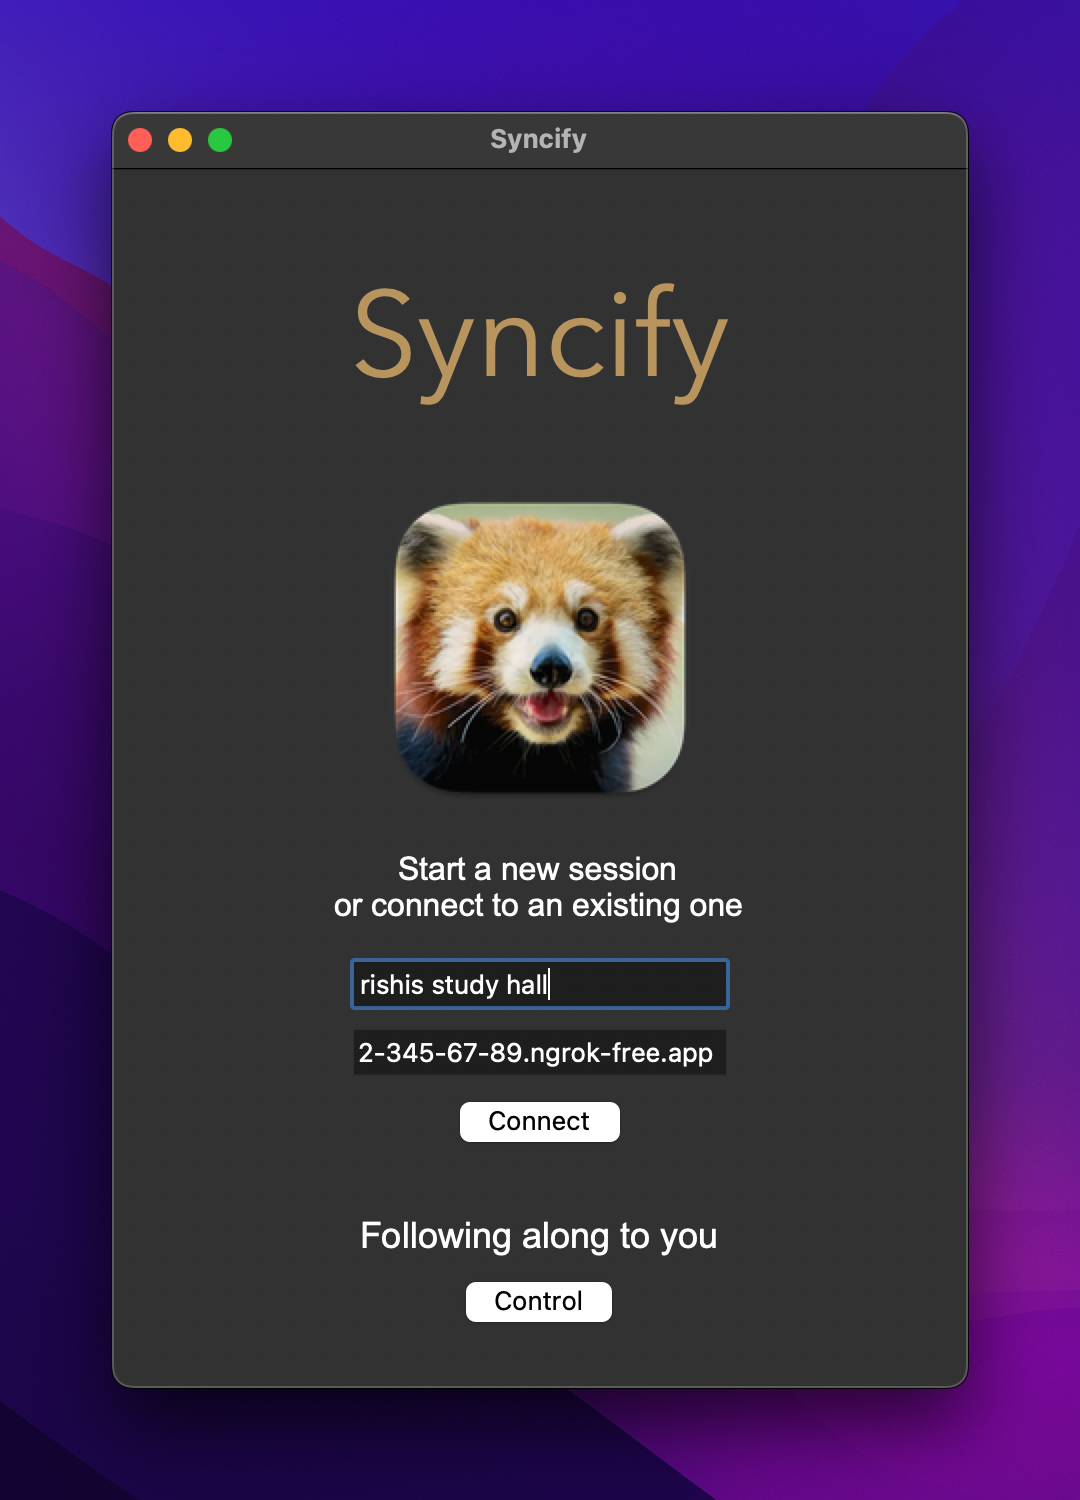 Syncify
Syncify
Start a new session
or connect to an existing one
rishis study hall
2-345-67-89.ngrok-free.app
Connect
Following along to you
Control